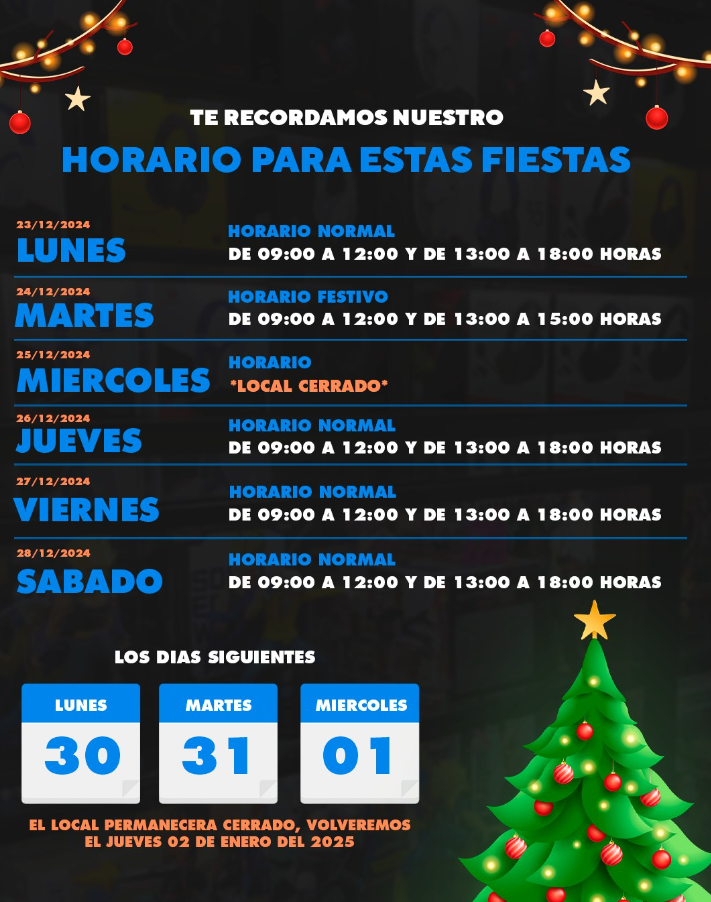 TE RECORDAMOS NUESTRO
HORARIO PARA ESTAS FIESTAS
23/12/2024
LUNES
HORARIO NORMAL
DE 09:00 A 12:00 Y DE 13:00 A 18:00 HORAS
24/12/2024
MARTES
HORARIO FESTIVO
DE 09:00 A 12:00 Y DE 13:00 A 15:00 HORAS
25/12/2024
MIERCOLES
HORARIO
*LOCAL CERRADO*
26/12/2024
JUEVES
HORARIO NORMAL
DE 09:00 A 12:00 Y DE 13:00 A 18:00 HORAS
27/12/2024
VIERNES
HORARIO NORMAL
DE 09:00 A 12:00 Y DE 13:00 A 18:00 HORAS
28/12/2024
SABADO
HORARIO NORMAL
DE 09:00 A 12:00 Y DE 13:00 A 18:00 HORAS
LOS DIAS SIGUIENTES
LUNES
30
MARTES
31
MIERCOLES
01
EL LOCAL PERMANECERA CERRADO, VOLVEREMOS
EL JUEVES 02 DE ENERO DEL 2025